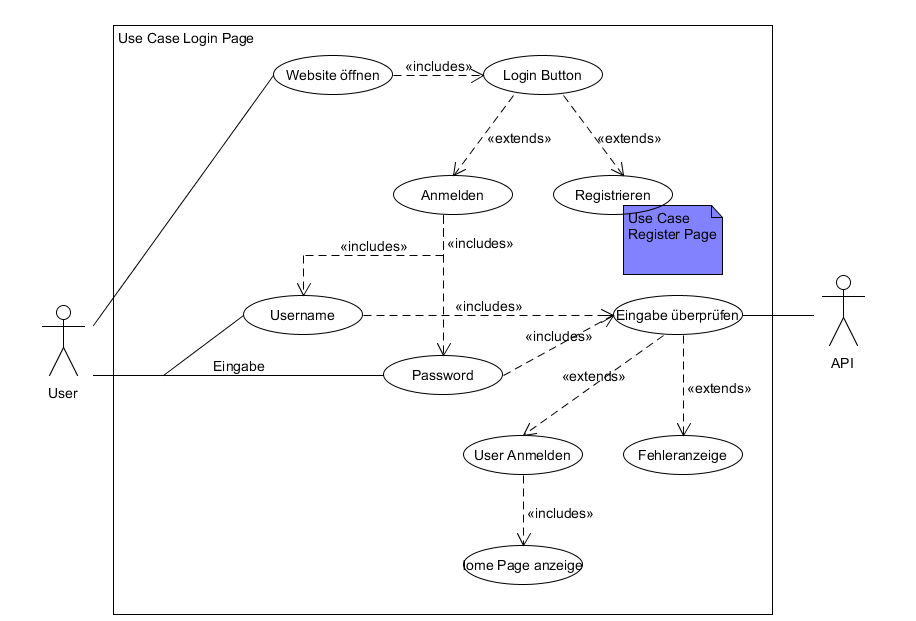 Use Case Login Page
Website öffnen
«includes»
Login Button
«extends»
«extends»
Anmelden
Registrieren
Use Case
Register Page
«includes»
«includes»
Username
«includes»
Eingabe überprüfen
«includes»
User
Eingabe
Password
API
«extends»
«extends»
User Anmelden
Fehleranzeige
«includes»
ome Page anzeige